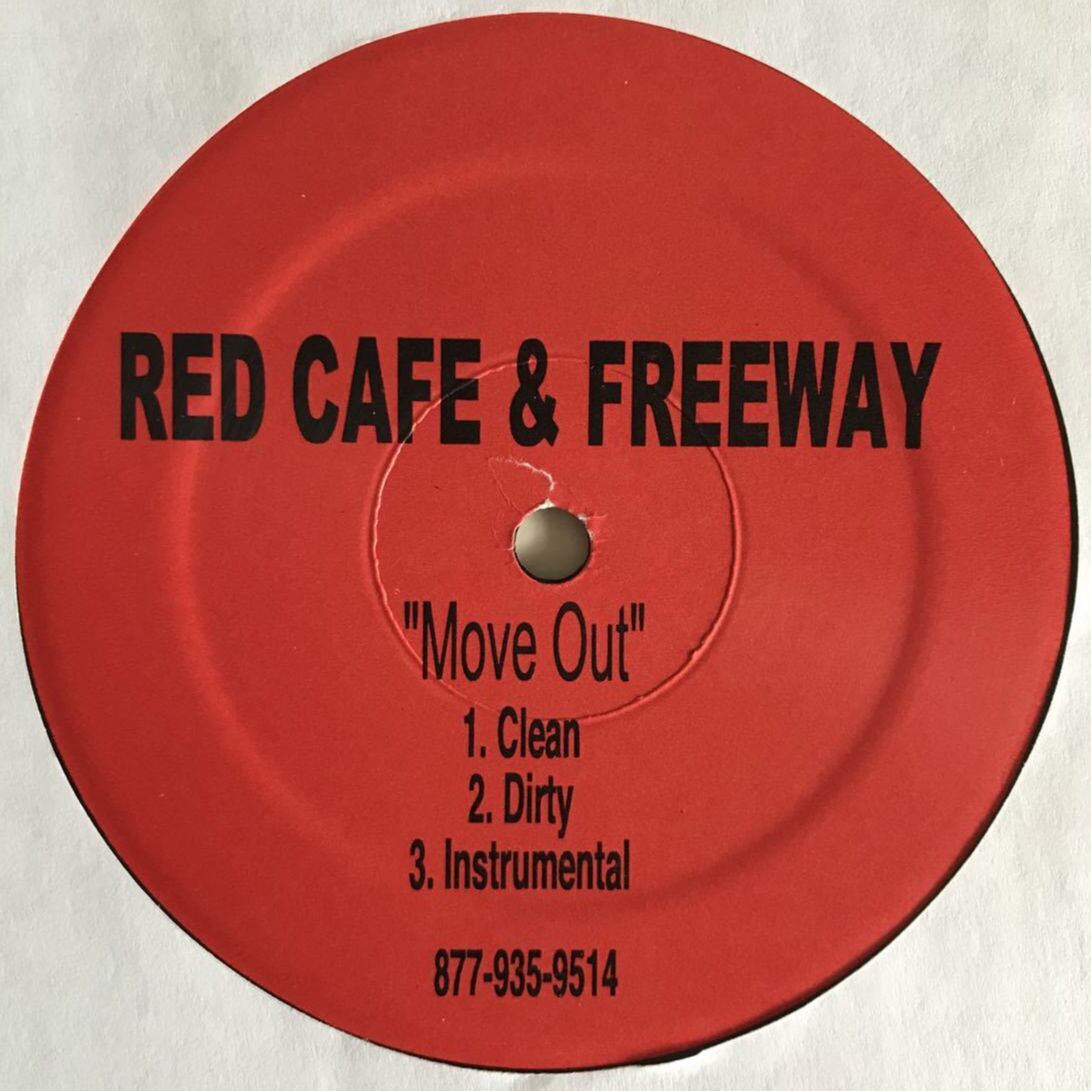 RED CAFE & FREEWAY
"Move Out"
1. Clean
2. Dirty
3. Instrumental
877-935-9514